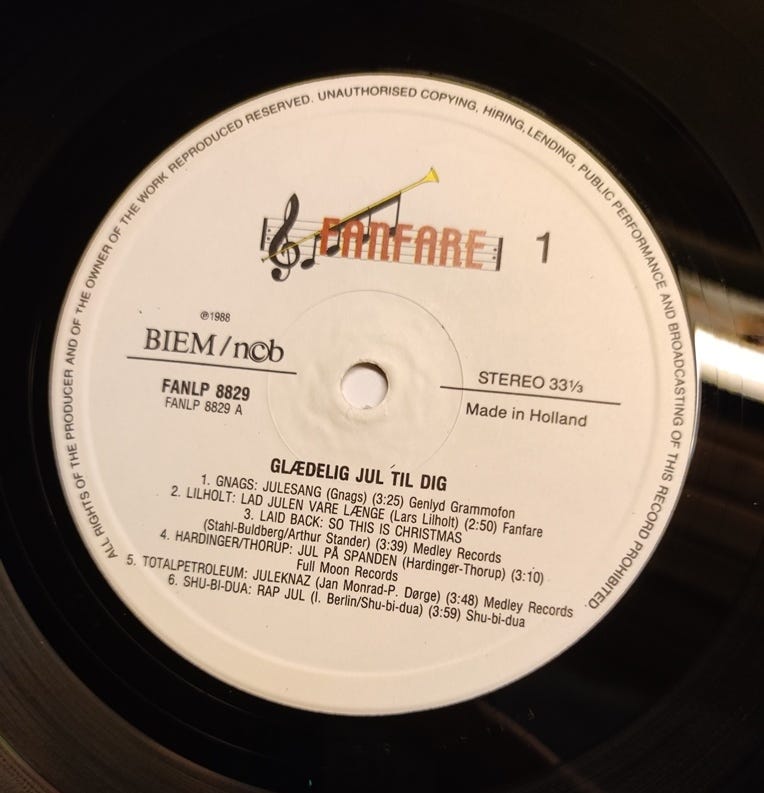 ALL RIGHTS OF THE PRODUCER AND OF THE OWNER OF THE WORK REPRODUCED RESERVED. UNAUTHORISED COPYING, HIRING, LENDING, PUBLIC PERFORMANCE AND BROADCASTING OF THIS RECORD PROHIBITED.
FANFARE
1
℗1988
BIEM/n©b
FANLP 8829
FANLP 8829 A
STEREO 33⅓
Made in Holland
GLÆDELIG JUL TIL DIG
1. GNAGS: JULESANG (Gnags) (3:25) Genlyd Grammofon
2. LILHOLT: LAD JULEN VARE LÆNGE (Lars Lilholt) (2:50) Fanfare
3. LAID BACK: SO THIS IS CHRISTMAS
(Stahl-Buldberg/Arthur Stander) (3:39) Medley Records
4. HARDINGER/THORUP: JUL PÅ SPANDEN (Hardinger-Thorup) (3:10)
Full Moon Records
5. TOTALPETROLEUM: JULEKNAZ (Jan Monrad-P. Dørge) (3:48) Medley Records
6. SHU-BI-DUA: RAP JUL (I. Berlin/Shu-bi-dua) (3:59) Shu-bi-dua